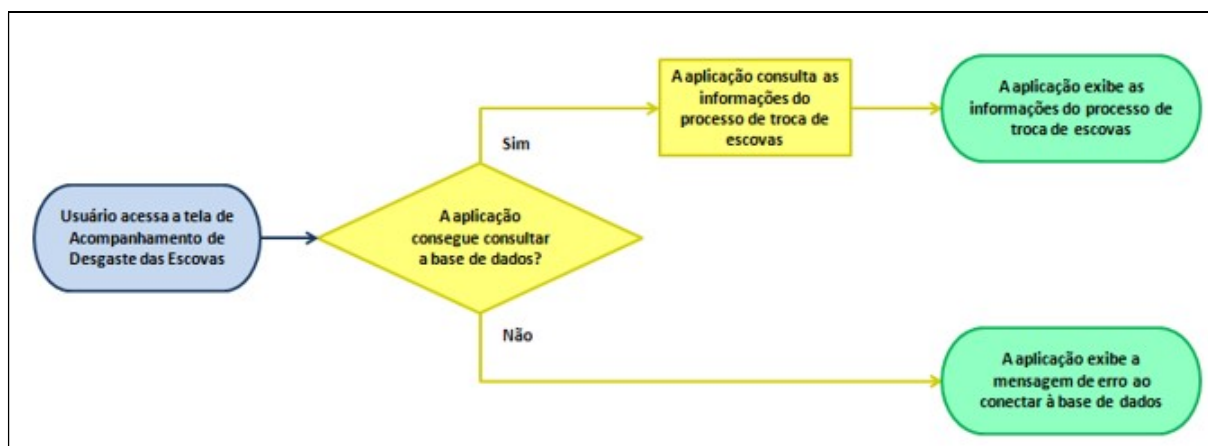 A aplicação consulta as
informações do
processo de troca de
escovas
A aplicação exibe as
informações do processo de
troca de escovas
Sim
Usuário acessa a tela de
Acompanhamento de
Desgaste das Escovas
A aplicação
consegue consultar
a base de dados?
Não
A aplicação exibe a
mensagem de erro ao
conectar à base de dados